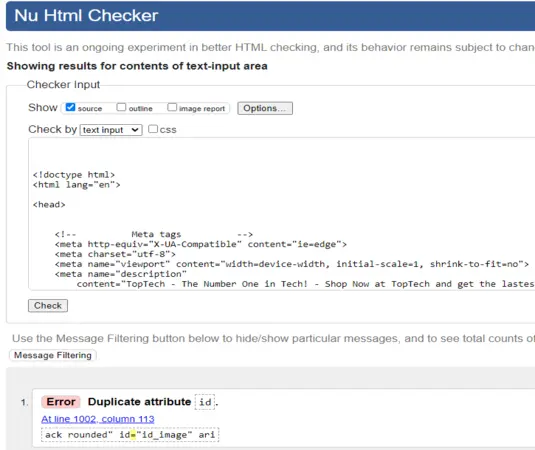 Nu Html Checker
This tool is an ongoing experiment in better HTML checking, and its behavior remains subject to chan
Showing results for contents of text-input area
Checker Input
Show source outline image report Options...
Check by text input css
<!doctype html>
<html lang="en">
<head>
<!-- Meta tags -->
<meta http-equiv="X-UA-Compatible" content="ie=edge">
<meta charset="utf-8">
<meta name="viewport" content="width=device-width, initial-scale=1, shrink-to-fit=no">
<meta name="description"
content="TopTech - The Number One in Tech! - Shop Now at TopTech and get the lastes
Check
Use the Message Filtering button below to hide/show particular messages, and to see total counts of
Message Filtering
1. Error Duplicate attribute id.
At line 1002, column 113
ack rounded" id="id_image" ari